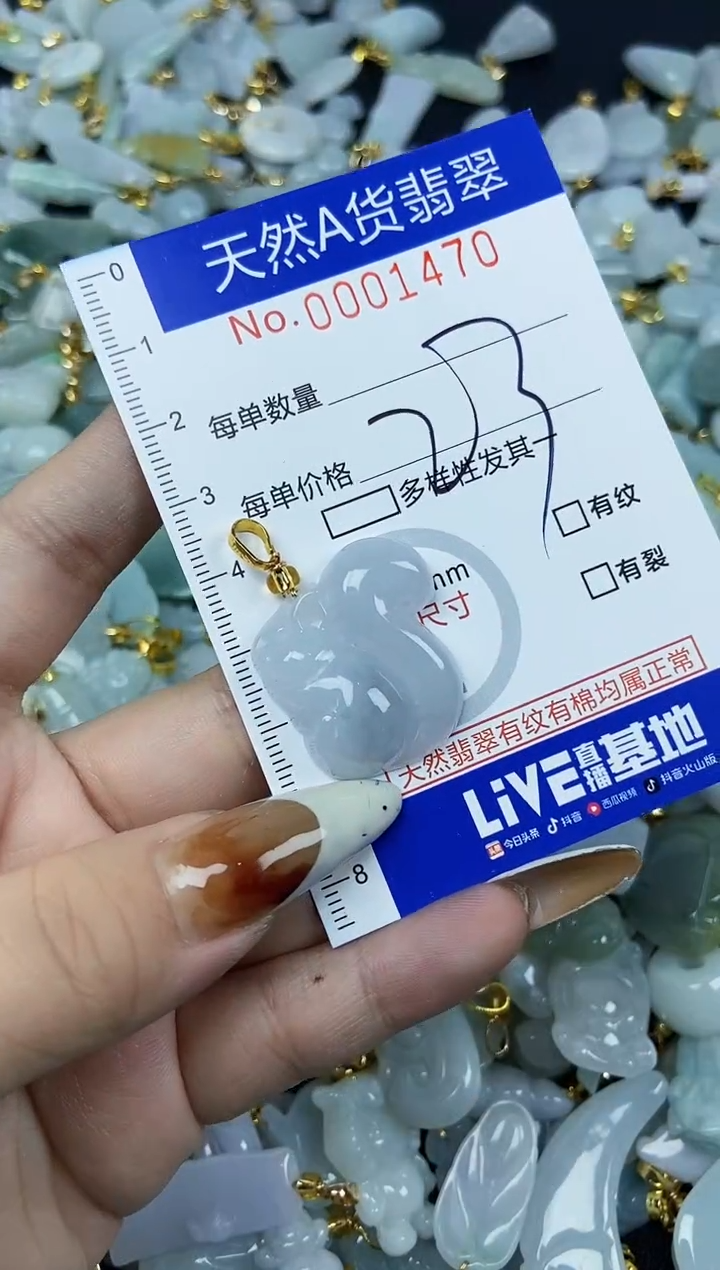 天然A货翡翠
No.0001470
0
1
每单数量
2
每单价格
3
多样性发其一
有纹
4
mm
有裂
尺寸
天然翡翠有纹有棉均属正常
LiVE直播基地
今日头条 抖音 西瓜视频 抖音火山版
8